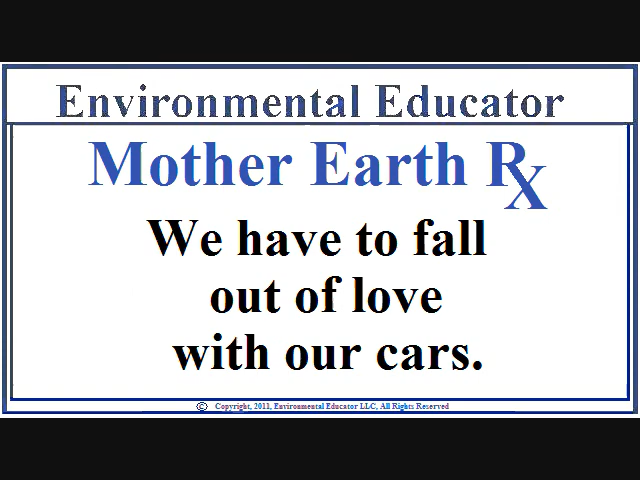 Environmental Educator
Mother Earth Rx
We have to fall
out of love
with our cars.
© Copyright, 2011, Environmental Educator LLC, All Rights Reserved